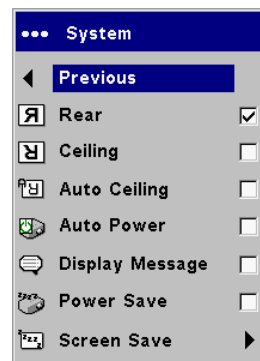 System
Previous
Rear
Ceiling
Auto Ceiling
Auto Power
Display Message
Power Save
Screen Save